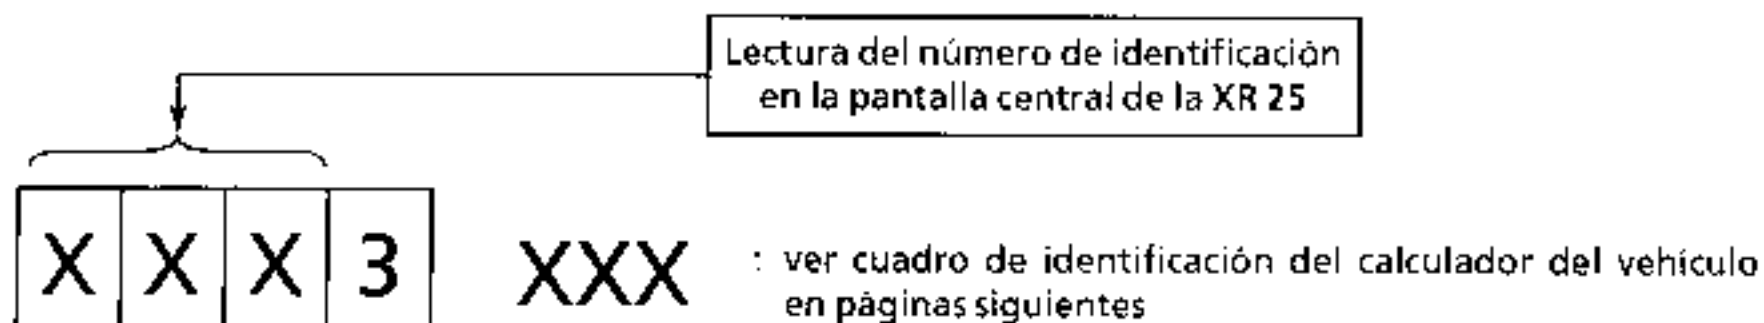 Lectura del número de identificación
en la pantalla central de la XR 25
X X X 3 XXX : ver cuadro de identificación del calculador del vehículo
en páginas siguientes